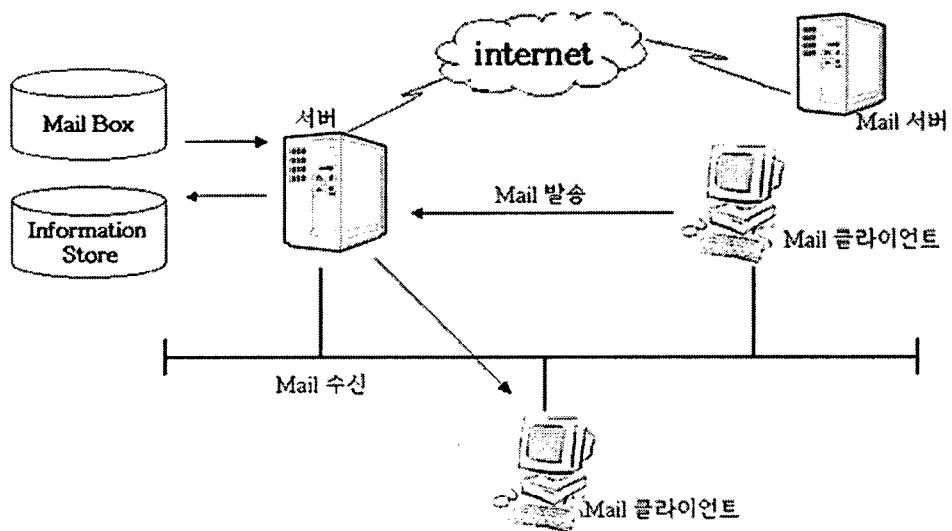 internet
Mail Box
서버
Mail 서버
Mail 발송
Information
Store
Mail 클라이언트
Mail 수신
Mail 클라이언트